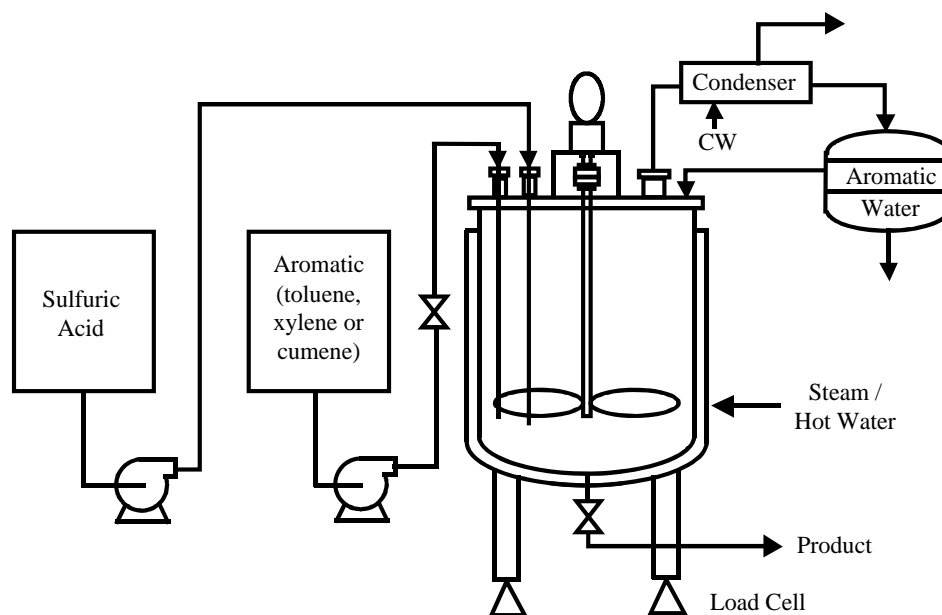 Condenser
CW
Aromatic
Water
Sulfuric
Acid
Aromatic
(toluene,
xylene or
cumene)
Steam /
Hot Water
Product
Load Cell